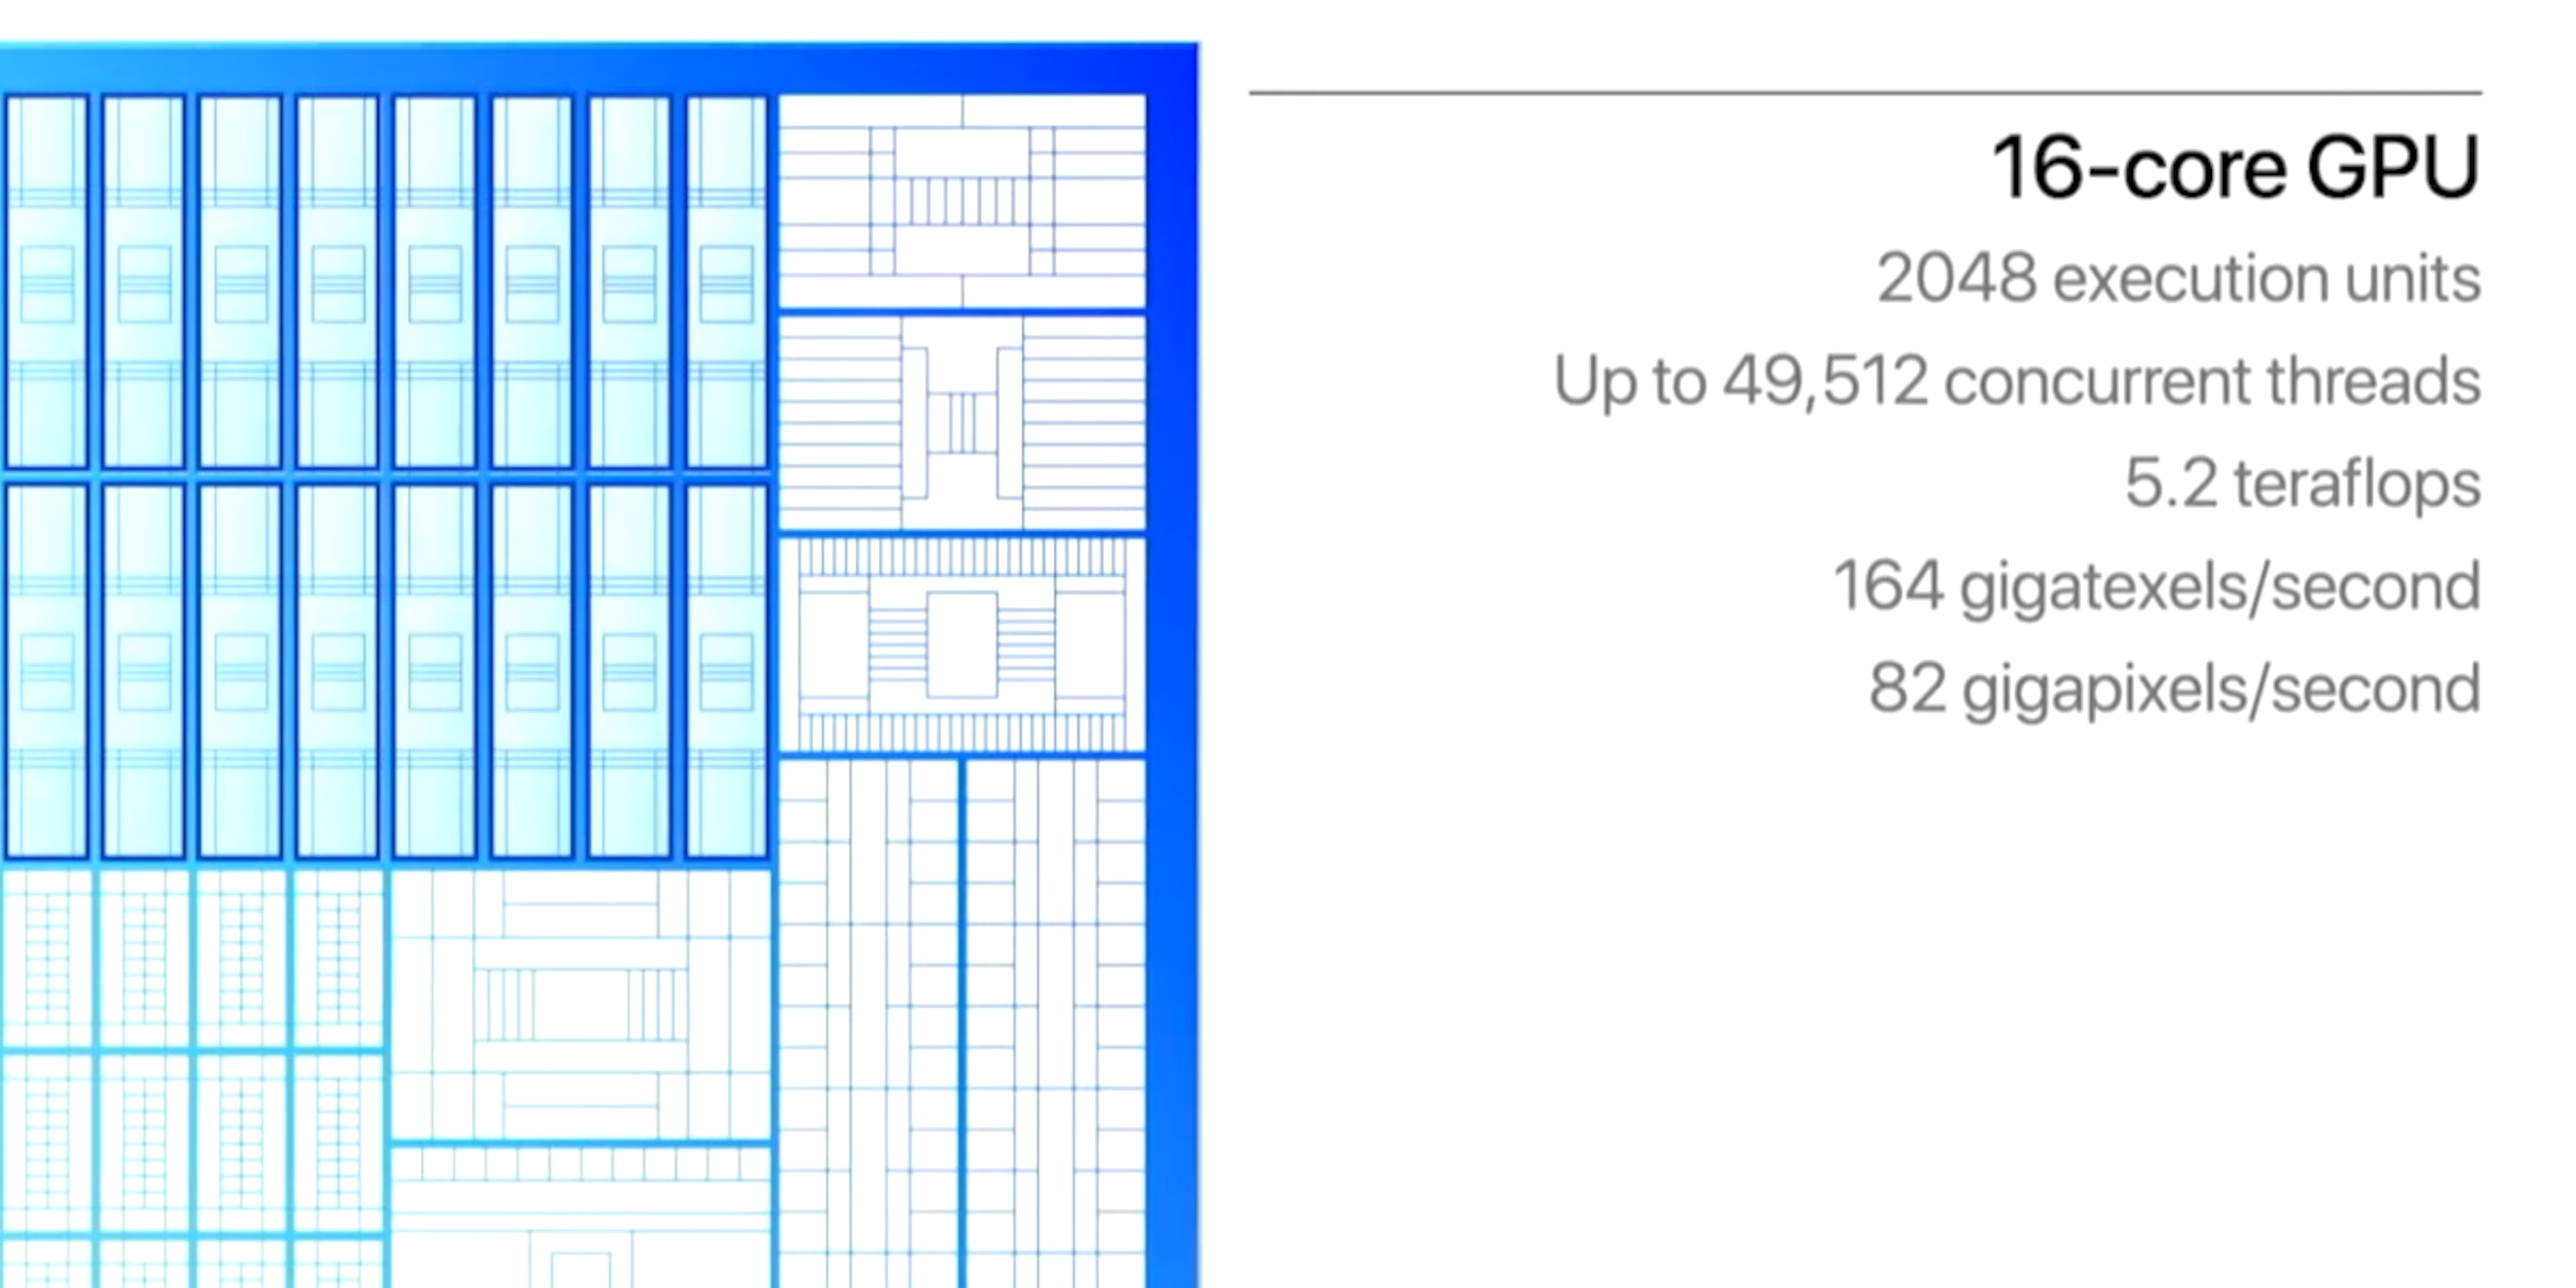 16-core GPU
2048 execution units
Up to 49,512 concurrent threads
5.2 teraflops
164 gigatexels/second
82 gigapixels/second